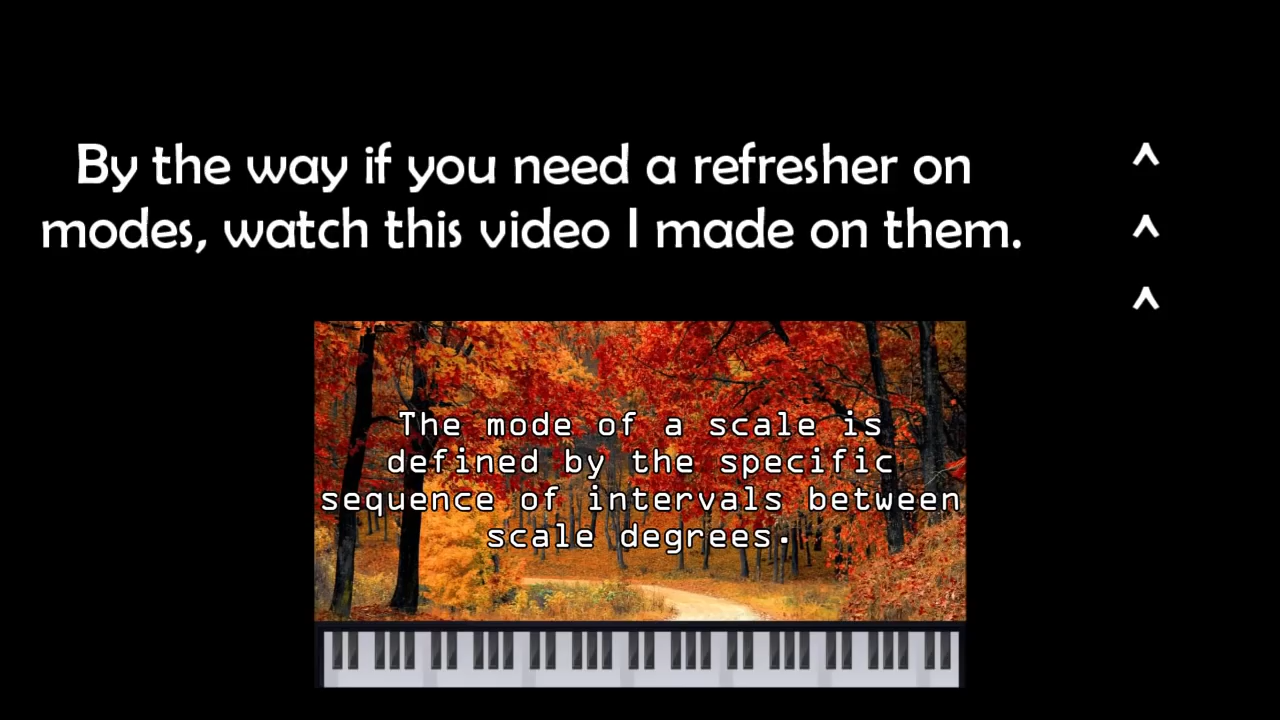 By the way if you need a refresher on
modes, watch this video I made on them.
^
^
^
The mode of a scale is
defined by the specific
sequence of intervals between
scale degrees.